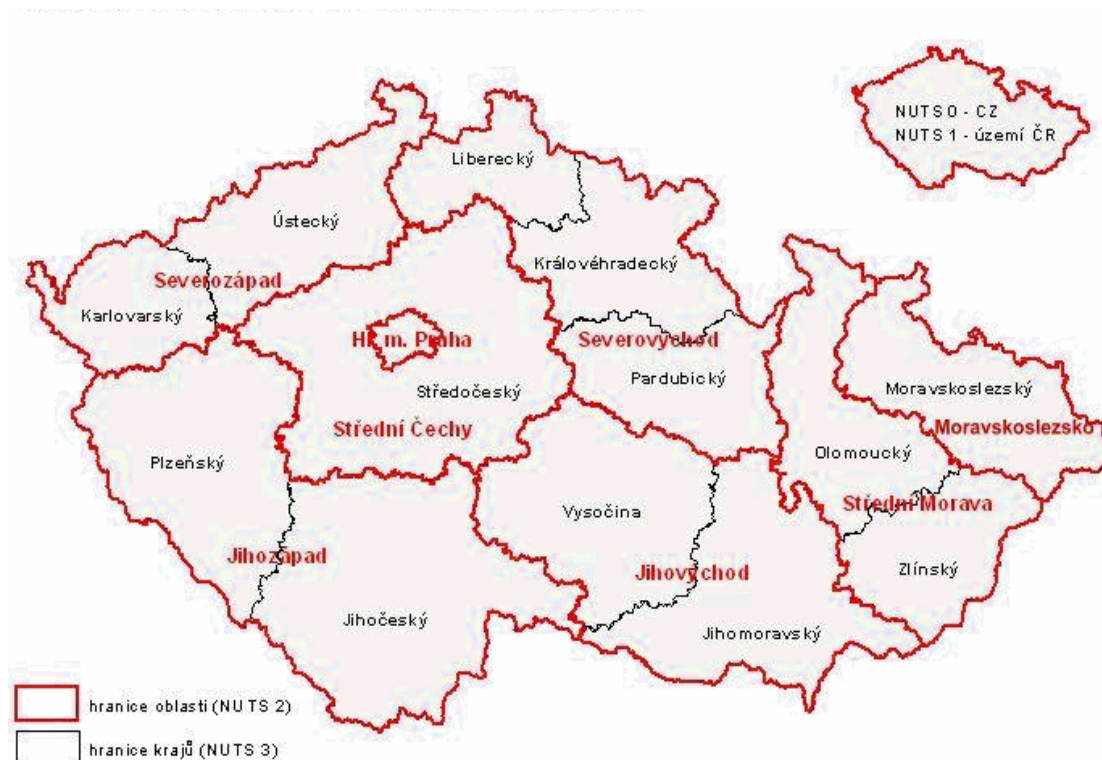 NUTS 0 - CZ
NUTS 1 - území ČR
Liberecký
Ústecký
Královéhradecký
Severozápad
Karlovarský
Hl. m. Praha
Severovýchod
Pardubický
Středočeský
Moravskoslezský
Střední Čechy
Moravskoslezsko
Plzeňský
Olomoucký
Vysočina
Střední Morava
Jihozápad
Jihovýchod
Zlínský
Jihočeský
Jihomoravský
hranice oblastí (NUTS 2)
hranice krajů (NUTS 3)